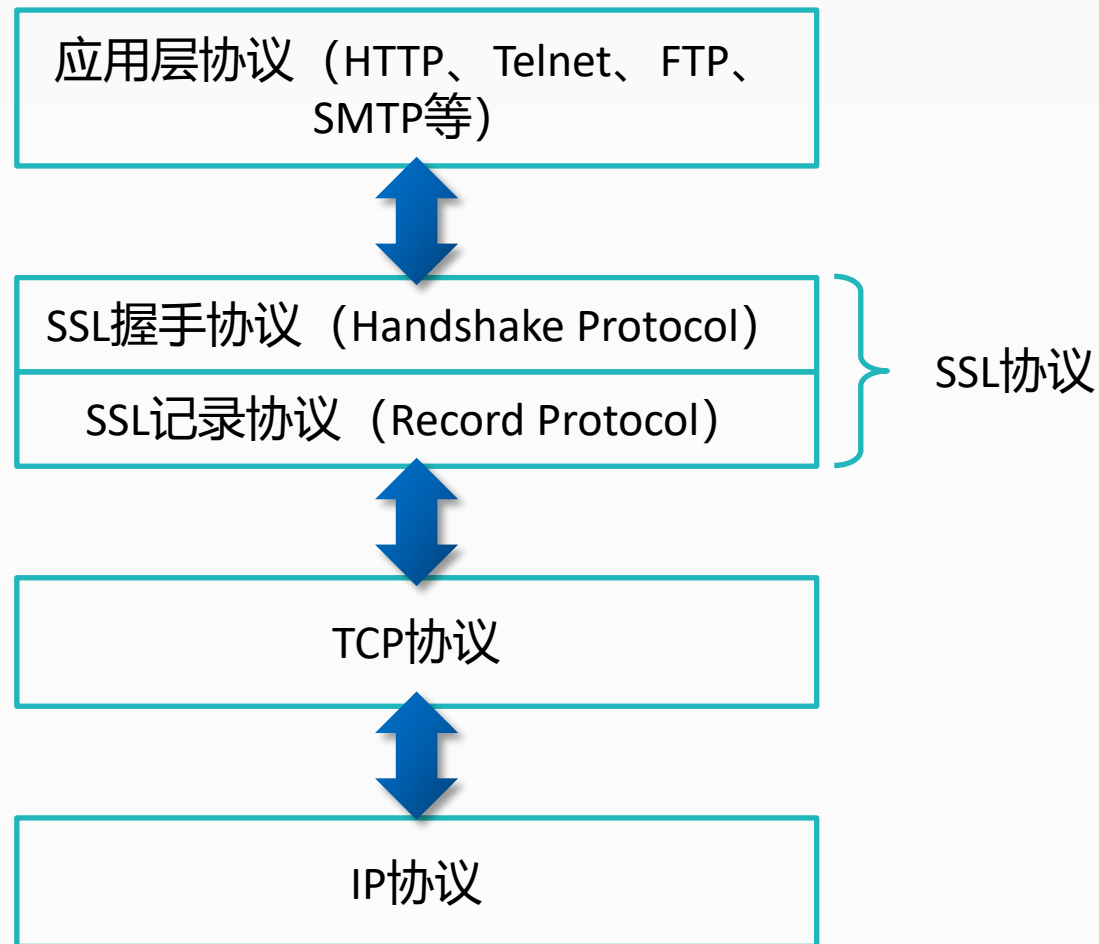 应用层协议（HTTP、Telnet、FTP、
SMTP等）
SSL握手协议（Handshake Protocol）
SSL记录协议（Record Protocol）
SSL协议
TCP协议
IP协议